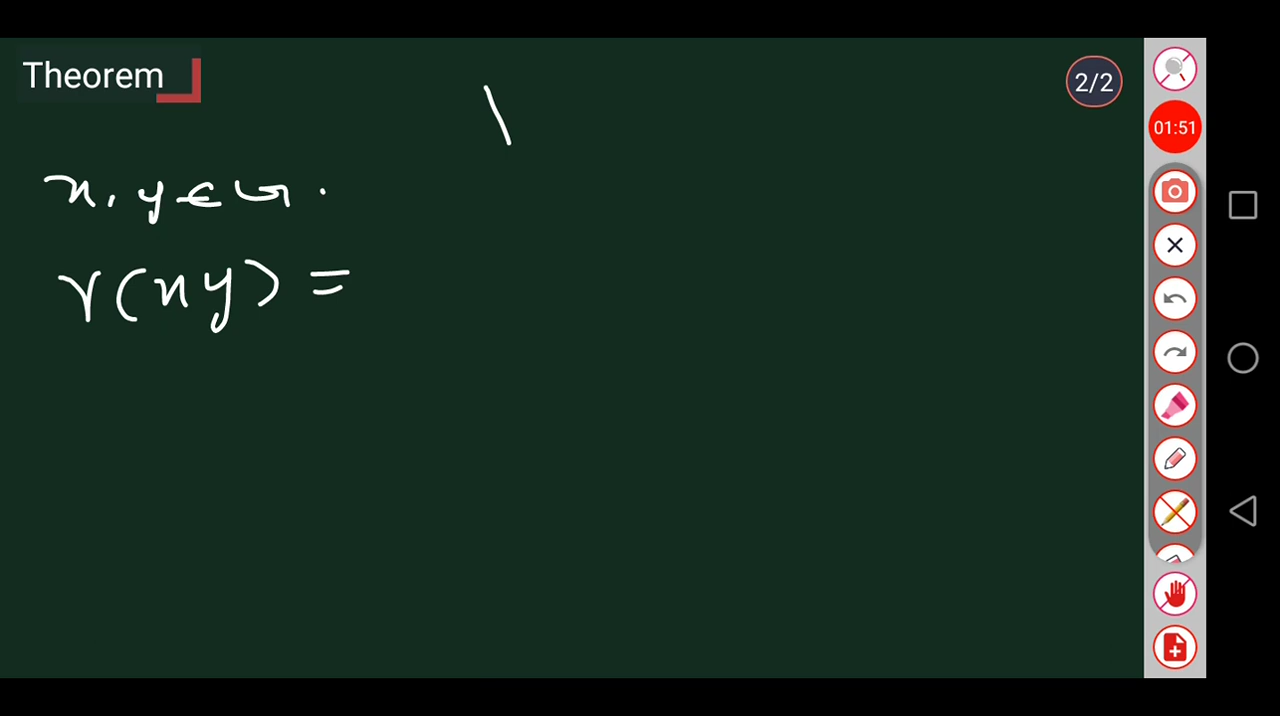 Theorem
2/2
01:51
x, y ∈ G.
γ(xy) =